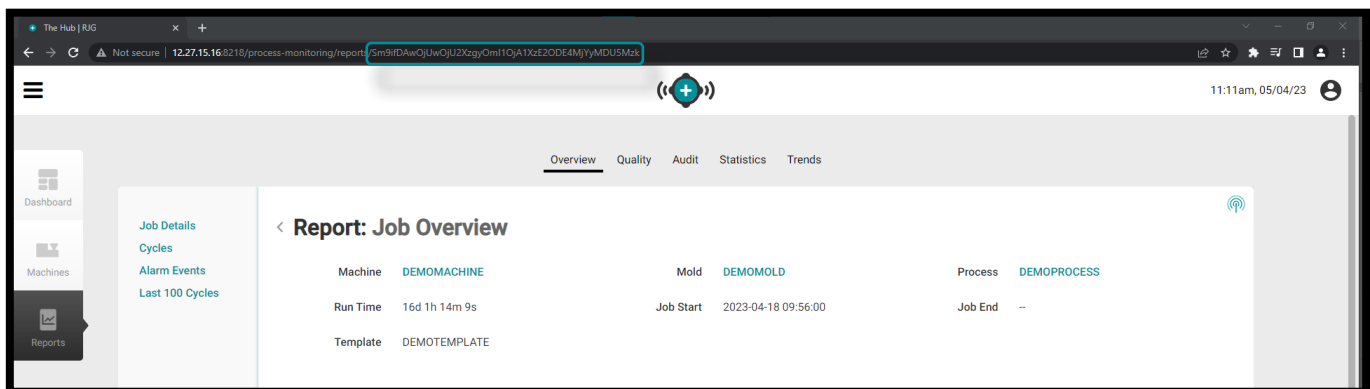 The Hub | RJG
Not secure | 12.27.15.16:8218/process-monitoring/reports/Sm9ifDAwOjUwOjU2XzgyOmI1OjA1XzE2ODE4MjYyMDU5Mzk
11:11am, 05/04/23
Overview Quality Audit Statistics Trends
Dashboard
Machines
Reports
Job Details
Cycles
Alarm Events
Last 100 Cycles
Report: Job Overview
Machine DEMOMACHINE Mold DEMOMOLD Process DEMOPROCESS
Run Time 16d 1h 14m 9s Job Start 2023-04-18 09:56:00 Job End --
Template DEMOTEMPLATE